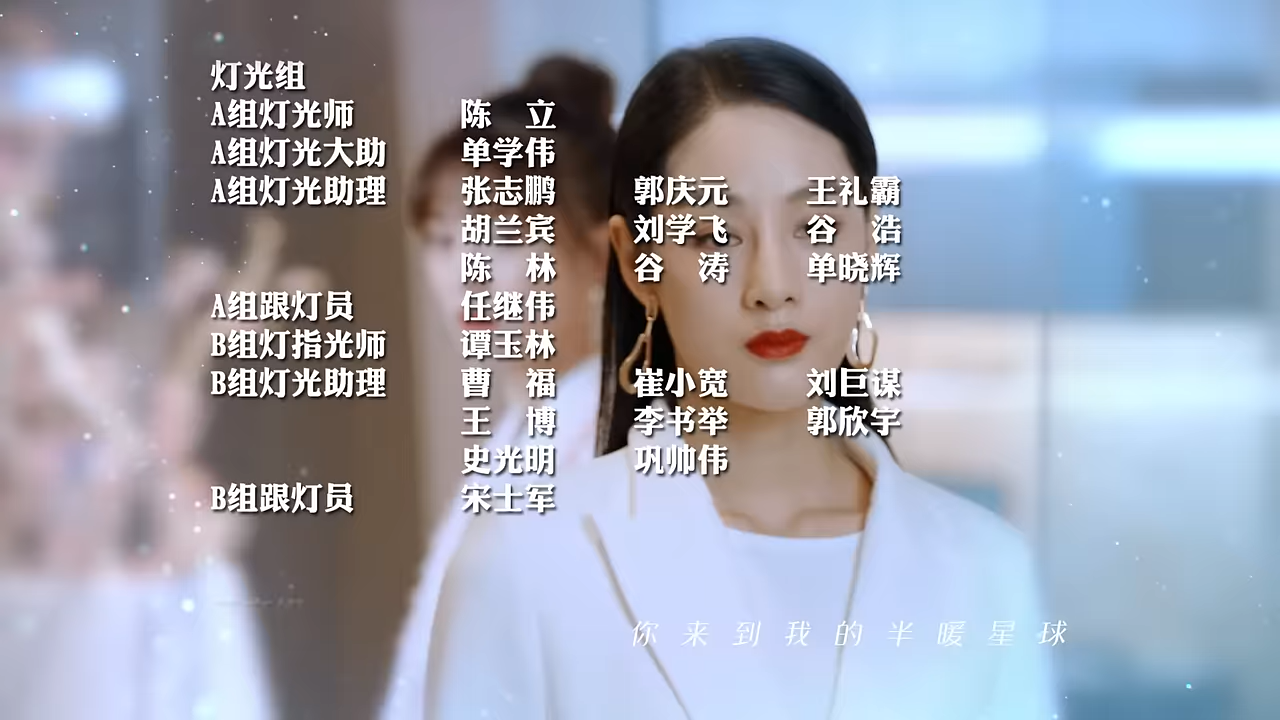 灯光组
A组灯光师 陈 立
A组灯光大助 单学伟
A组灯光助理 张志鹏 郭庆元 王礼霸
胡兰宾 刘学飞 谷 浩
陈 林 谷 涛 单晓辉
A组跟灯员 任继伟
B组灯指光师 谭玉林
B组灯光助理 曹 福 崔小宽 刘巨谋
王 博 李书举 郭欣宇
史光明 巩帅伟
B组跟灯员 宋士军
你来到我的半暖星球